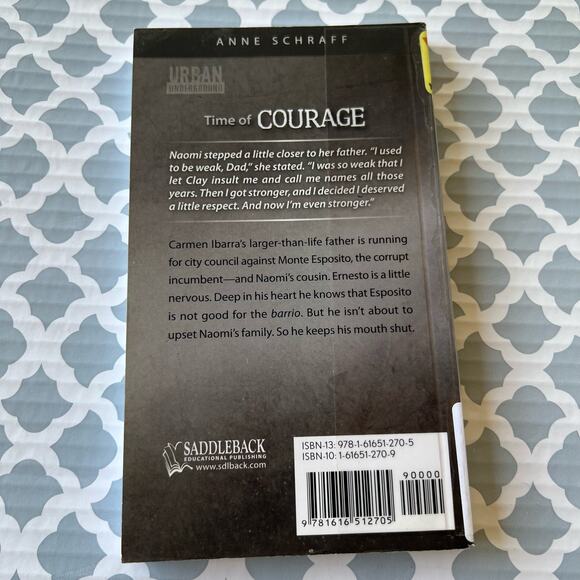 ANNE SCHRAFF
URBAN
UNDERGROUND
Time of COURAGE
Naomi stepped a little closer to her father. "I used
to be weak, Dad," she stated. "I was so weak that I
let Clay insult me and call me names all those
years. Then I got stronger, and I decided I deserved
a little respect. And now I'm even stronger."
Carmen Ibarra's larger-than-life father is running
for city council against Monte Esposito, the corrupt
incumbent—and Naomi's cousin. Ernesto is a little
nervous. Deep in his heart he knows that Esposito
is not good for the barrio. But he isn't about to
upset Naomi's family. So he keeps his mouth shut.
SADDLEBACK
EDUCATIONAL PUBLISHING
www.sdlback.com
ISBN-13: 978-1-61651-270-5
ISBN-10: 1-61651-270-9
90000
9 781616 512705